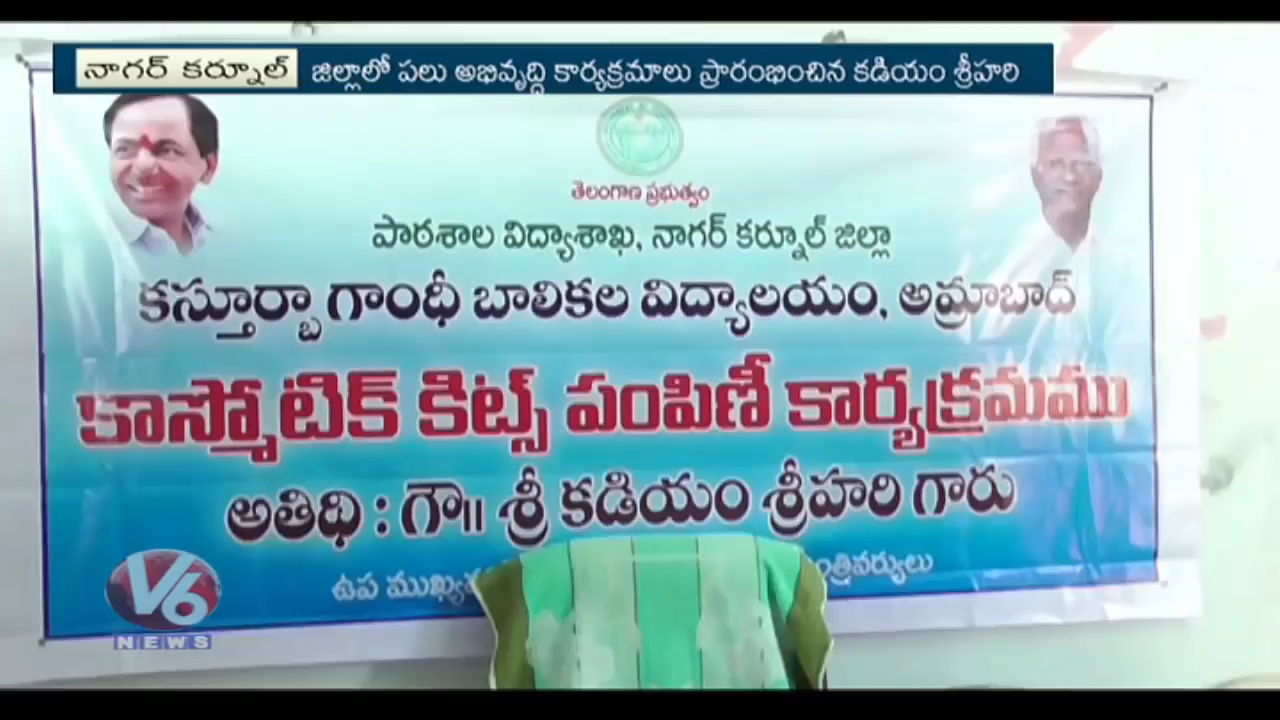 నాగర్ కర్నూల్ జిల్లాలో పలు అభివృద్ధి కార్యక్రమాలు ప్రారంభించిన కడియం శ్రీహరి
తెలంగాణ ప్రభుత్వం
పాఠశాల విద్యాశాఖ, నాగర్ కర్నూల్ జిల్లా
కస్తూర్బా గాంధీ బాలికల విద్యాలయం, అమ్రాబాద్
కాస్మోటిక్ కిట్స్ పంపిణీ కార్యక్రమము
అతిధి : గౌ|| శ్రీ కడియం శ్రీహరి గారు
ఉప
V6
NEWS